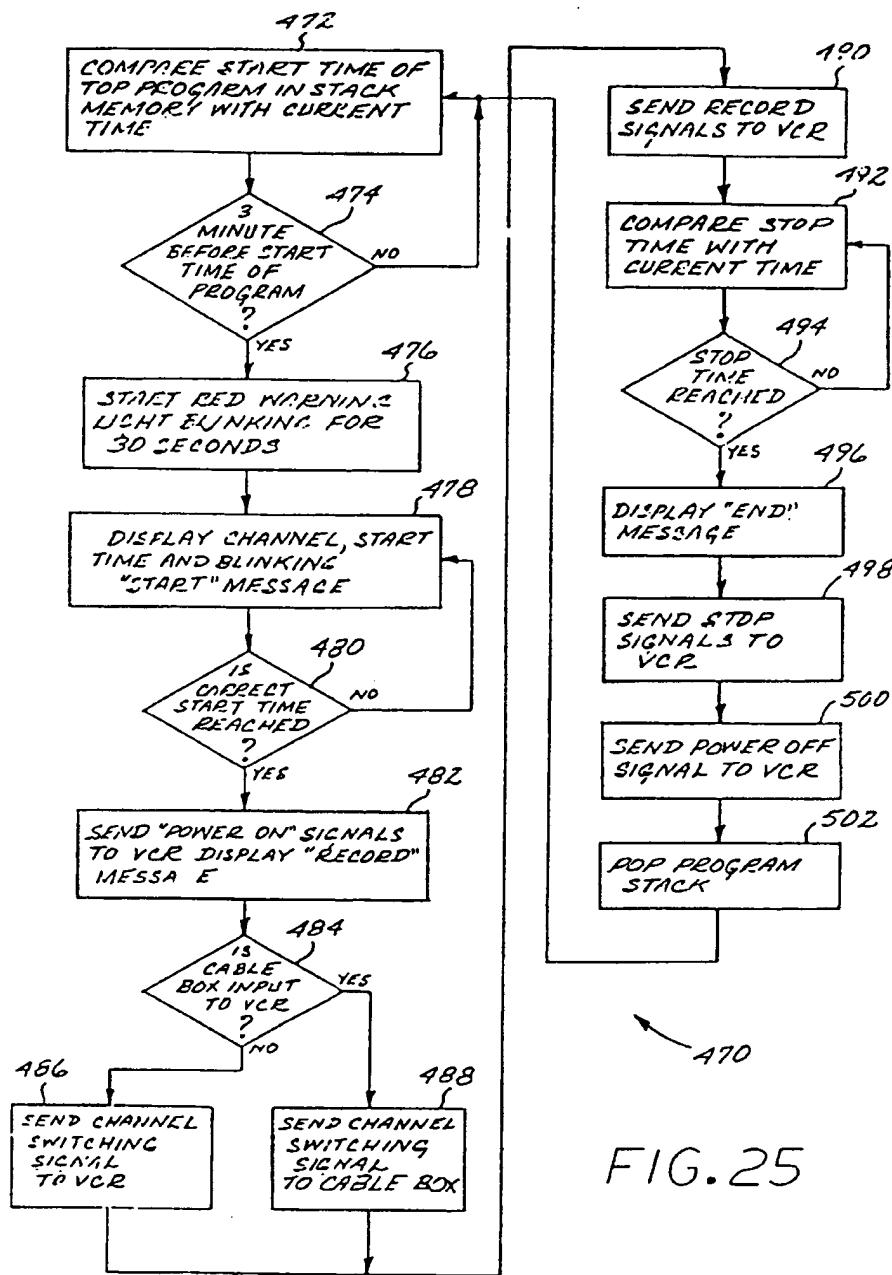 472
COMPARE START TIME OF
TOP PROGARM IN STACK
MEMORY WITH CURRENT
TIME
474
3
MINUTE
BEFORE START
TIME OF
PROGRAM
?
NO
YES
476
START RED WARNING
LIGHT BLINKING FOR
30 SECONDS
478
DISPLAY CHANNEL, START
TIME AND BLINKING
"START" MESSAGE
480
IS
CORRECT
START TIME
REACHED
?
NO
YES
482
SEND "POWER ON" SIGNALS
TO VCR DISPLAY "RECORD"
MESSA E
484
IS
CABLE
BOX INPUT
TO VCR
?
YES
NO
486
SEND CHANNEL
SWITCHING
SIGNAL
TO VCR
488
SEND CHANNEL
SWITCHING
SIGNAL
TO CABLE BOX
490
SEND RECORD
SIGNALS TO VCR
492
COMPARE STOP
TIME WITH
CURRENT TIME
494
STOP
TIME
REACHED
?
NO
YES
496
DISPLAY "END"
MESSAGE
498
SEND STOP
SIGNALS TO
VCR
500
SEND POWER OFF
SIGNAL TO VCR
502
POP PROGRAM
STACK
470
FIG. 25